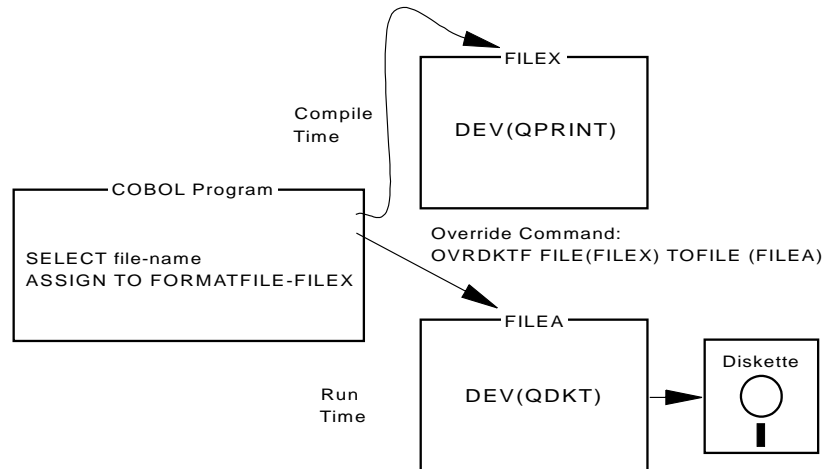 FILEX
Compile
Time
DEV(QPRINT)
COBOL Program
SELECT file-name
ASSIGN TO FORMATFILE-FILEX
Override Command:
OVRDKTF FILE(FILEX) TOFILE (FILEA)
FILEA
Diskette
Run
Time
DEV(QDKT)